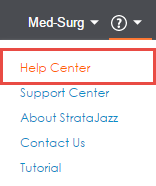 Med-Surg ?
Help Center
Support Center
About StrataJazz
Contact Us
Tutorial